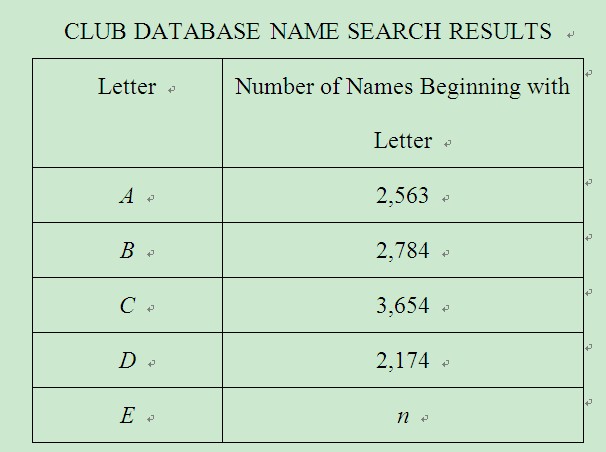 CLUB DATABASE NAME SEARCH RESULTS
Letter
Number of Names Beginning with
Letter
A
2,563
B
2,784
C
3,654
D
2,174
E
n